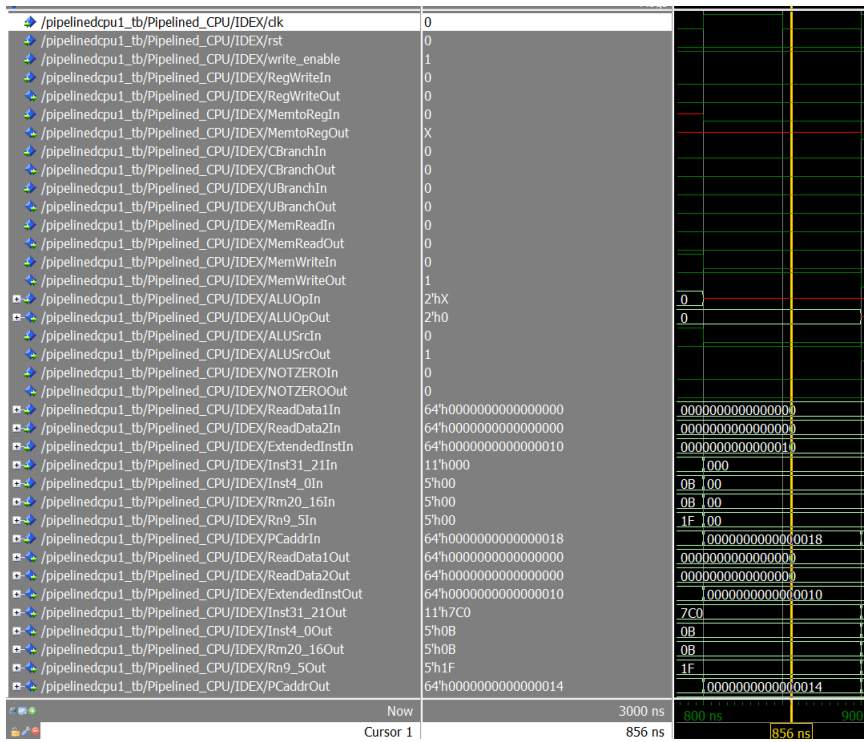 /pipelinedcpu1_tb/Pipelined_CPU/IDEX/clk 0
/pipelinedcpu1_tb/Pipelined_CPU/IDEX/rst 0
/pipelinedcpu1_tb/Pipelined_CPU/IDEX/write_enable 1
/pipelinedcpu1_tb/Pipelined_CPU/IDEX/RegWriteIn 0
/pipelinedcpu1_tb/Pipelined_CPU/IDEX/RegWriteOut 0
/pipelinedcpu1_tb/Pipelined_CPU/IDEX/MemtoRegIn 0
/pipelinedcpu1_tb/Pipelined_CPU/IDEX/MemtoRegOut X
/pipelinedcpu1_tb/Pipelined_CPU/IDEX/CBranchIn 0
/pipelinedcpu1_tb/Pipelined_CPU/IDEX/CBranchOut 0
/pipelinedcpu1_tb/Pipelined_CPU/IDEX/UBranchIn 0
/pipelinedcpu1_tb/Pipelined_CPU/IDEX/UBranchOut 0
/pipelinedcpu1_tb/Pipelined_CPU/IDEX/MemReadIn 0
/pipelinedcpu1_tb/Pipelined_CPU/IDEX/MemReadOut 0
/pipelinedcpu1_tb/Pipelined_CPU/IDEX/MemWriteIn 0
/pipelinedcpu1_tb/Pipelined_CPU/IDEX/MemWriteOut 1
/pipelinedcpu1_tb/Pipelined_CPU/IDEX/ALUOpIn 2'hX 0
/pipelinedcpu1_tb/Pipelined_CPU/IDEX/ALUOpOut 2'h0 0
/pipelinedcpu1_tb/Pipelined_CPU/IDEX/ALUSrcIn 0
/pipelinedcpu1_tb/Pipelined_CPU/IDEX/ALUSrcOut 1
/pipelinedcpu1_tb/Pipelined_CPU/IDEX/NOTZEROIn 0
/pipelinedcpu1_tb/Pipelined_CPU/IDEX/NOTZEROOut 0
/pipelinedcpu1_tb/Pipelined_CPU/IDEX/ReadData1In 64'h0000000000000000 0000000000000000
/pipelinedcpu1_tb/Pipelined_CPU/IDEX/ReadData2In 64'h0000000000000000 0000000000000000
/pipelinedcpu1_tb/Pipelined_CPU/IDEX/ExtendedInstIn 64'h0000000000000010 0000000000000010
/pipelinedcpu1_tb/Pipelined_CPU/IDEX/Inst31_21In 11'h000 000
/pipelinedcpu1_tb/Pipelined_CPU/IDEX/Inst4_0In 5'h00 0B 00
/pipelinedcpu1_tb/Pipelined_CPU/IDEX/Rm20_16In 5'h00 0B 00
/pipelinedcpu1_tb/Pipelined_CPU/IDEX/Rn9_5In 5'h00 1F 00
/pipelinedcpu1_tb/Pipelined_CPU/IDEX/PCaddrIn 64'h0000000000000018 0000000000000018
/pipelinedcpu1_tb/Pipelined_CPU/IDEX/ReadData1Out 64'h0000000000000000 0000000000000000
/pipelinedcpu1_tb/Pipelined_CPU/IDEX/ReadData2Out 64'h0000000000000000 0000000000000000
/pipelinedcpu1_tb/Pipelined_CPU/IDEX/ExtendedInstOut 64'h0000000000000010 0000000000000010
/pipelinedcpu1_tb/Pipelined_CPU/IDEX/Inst31_21Out 11'h7C0 7C0
/pipelinedcpu1_tb/Pipelined_CPU/IDEX/Inst4_0Out 5'h0B 0B
/pipelinedcpu1_tb/Pipelined_CPU/IDEX/Rm20_16Out 5'h0B 0B
/pipelinedcpu1_tb/Pipelined_CPU/IDEX/Rn9_5Out 5'h1F 1F
/pipelinedcpu1_tb/Pipelined_CPU/IDEX/PCaddrOut 64'h0000000000000014 0000000000000014
Now 3000 ns 800 ns 900
Cursor 1 856 ns 856 ns